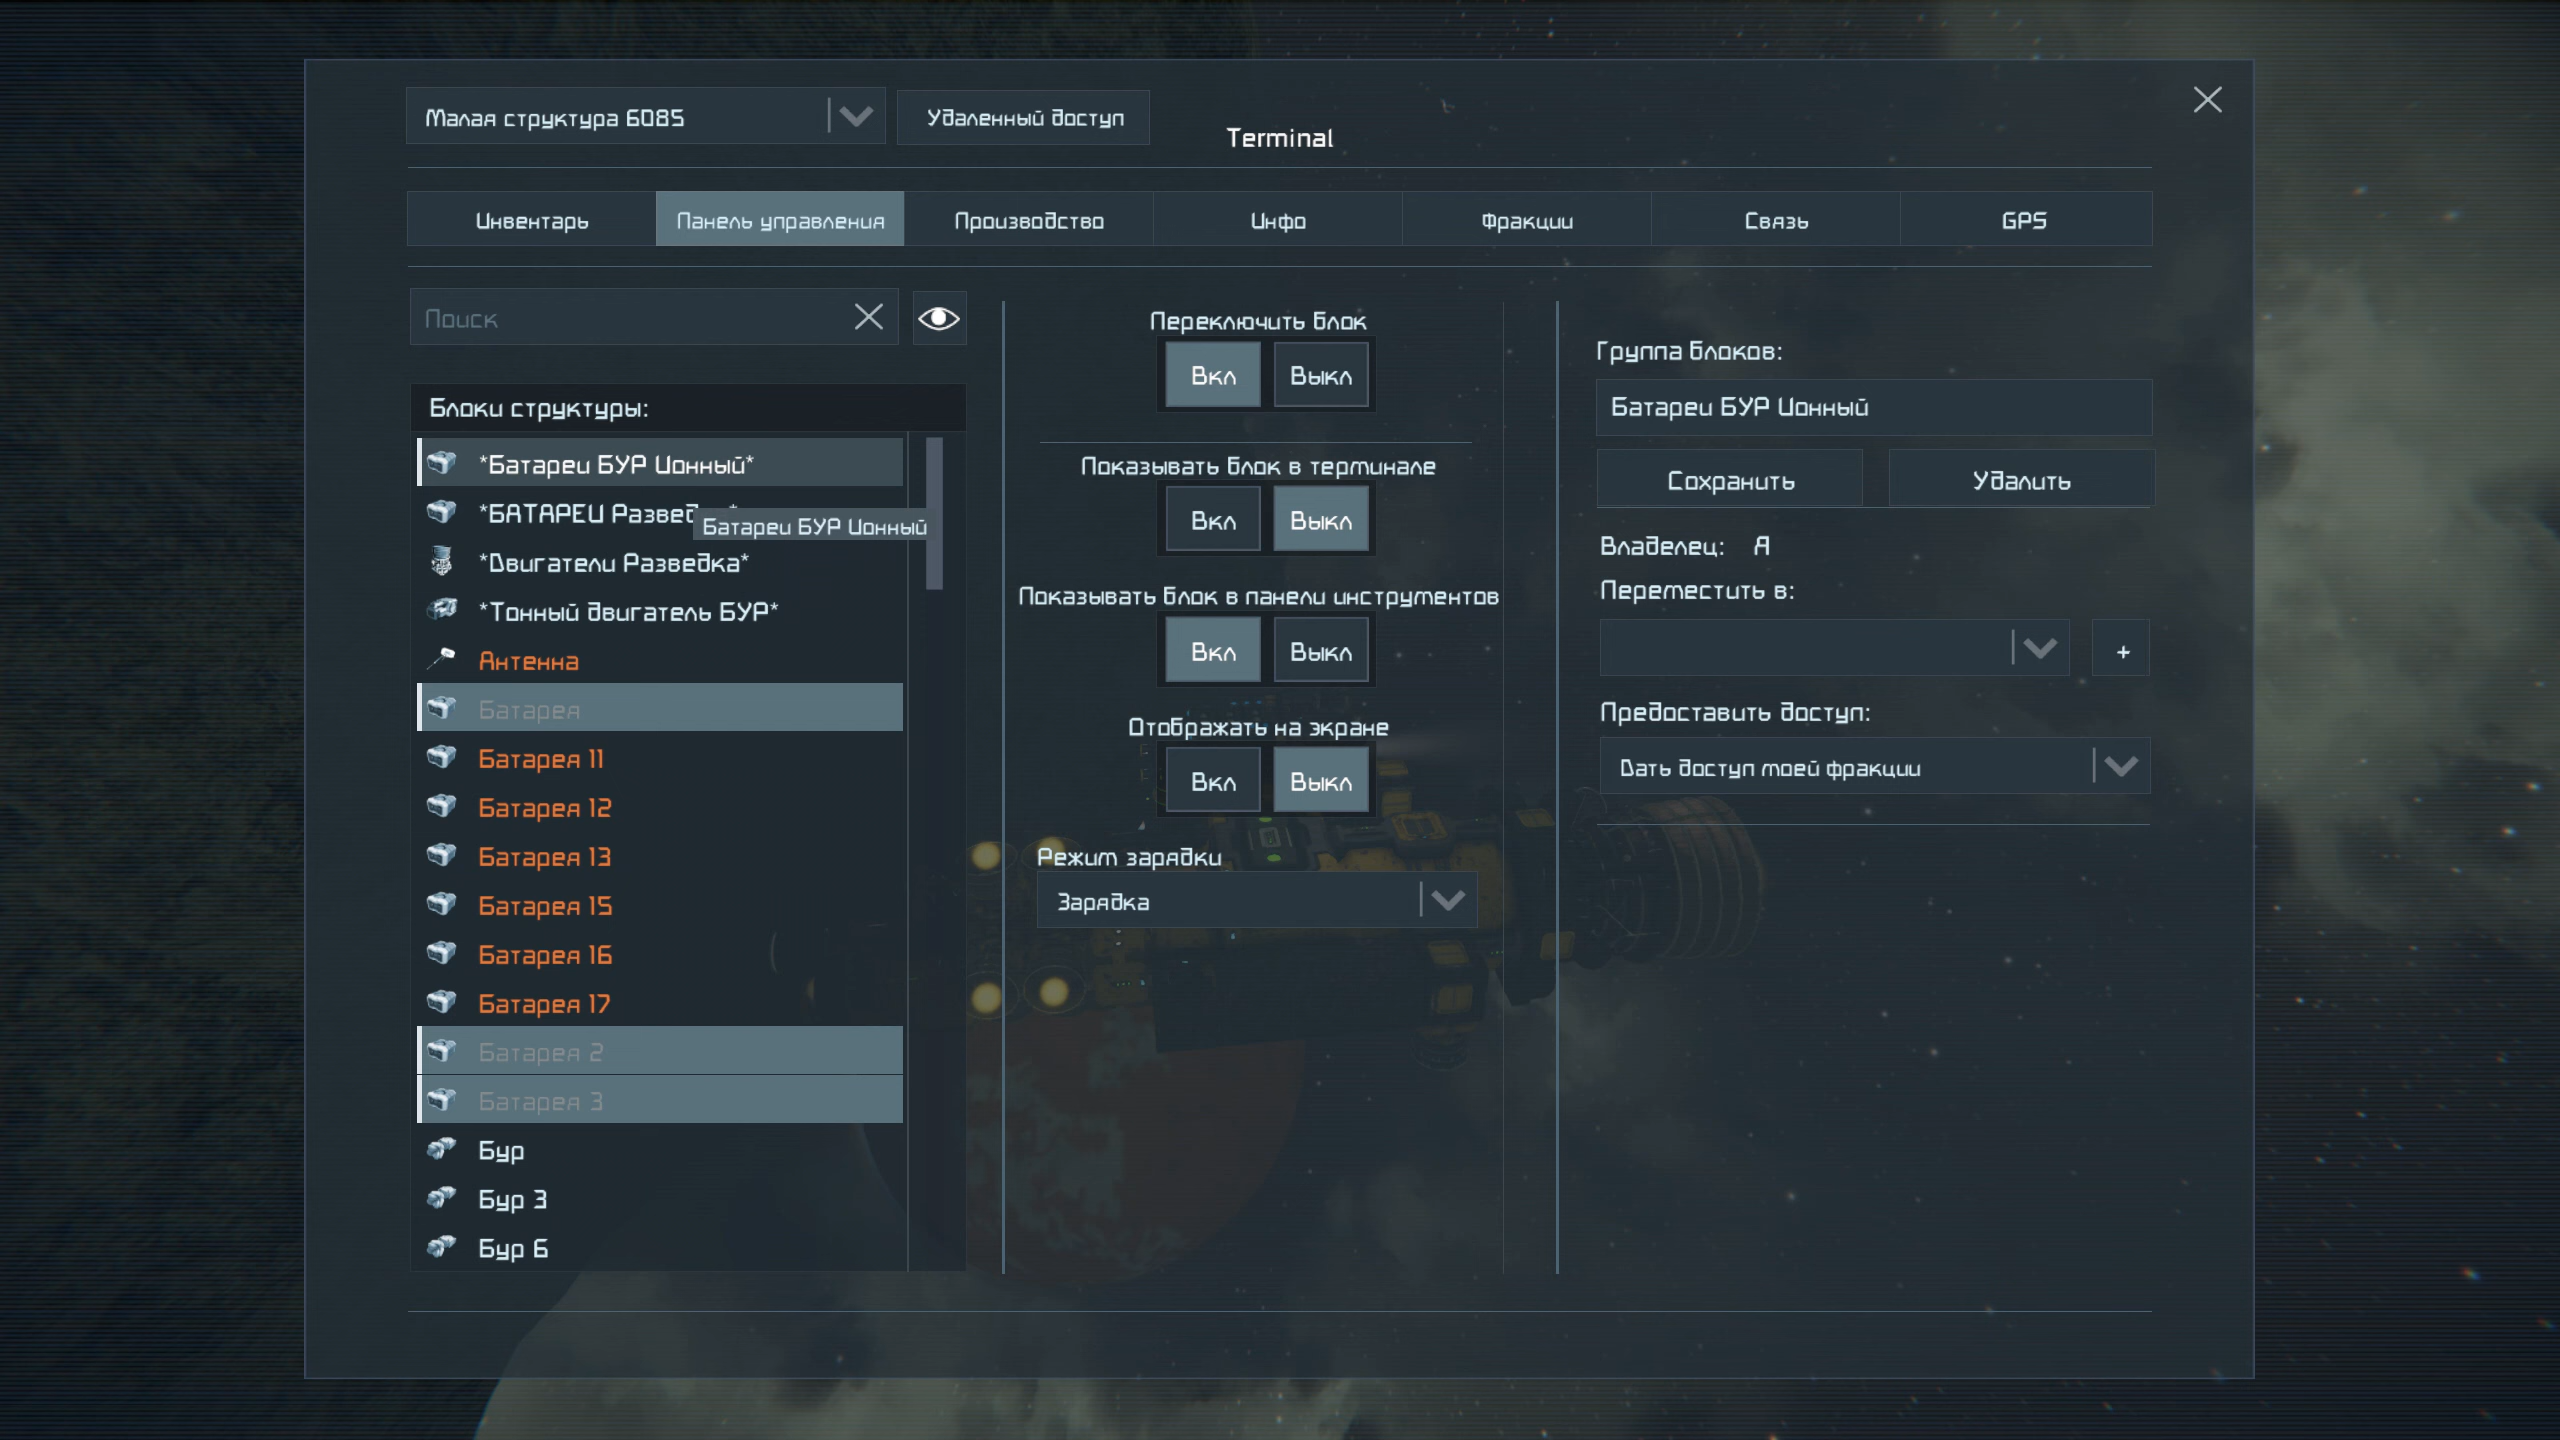 Малая структура 6085
Удаленный доступ
Terminal
Инвентарь
Панель управления
Производство
Инфо
Фракции
Связь
GPS
Поиск
Блоки структуры:
*Батареи БУР Ионный*
*БАТАРЕИ Развед
Батареи БУР Ионный
*Двигатели Разведка*
*Тонный двигатель БУР*
Антенна
Батарея
Батарея 11
Батарея 12
Батарея 13
Батарея 15
Батарея 16
Батарея 17
Батарея 2
Батарея 3
Бур
Бур 3
Бур 6
Переключить блок
Вкл Выкл
Показывать блок в терминале
Вкл Выкл
Показывать блок в панели инструментов
Вкл Выкл
Отображать на экране
Вкл Выкл
Режим зарядки
Зарядка
Группа блоков:
Батареи БУР Ионный
Сохранить
Удалить
Владелец: A
Переместить в:
+
Предоставить доступ:
Дать доступ моей фракции